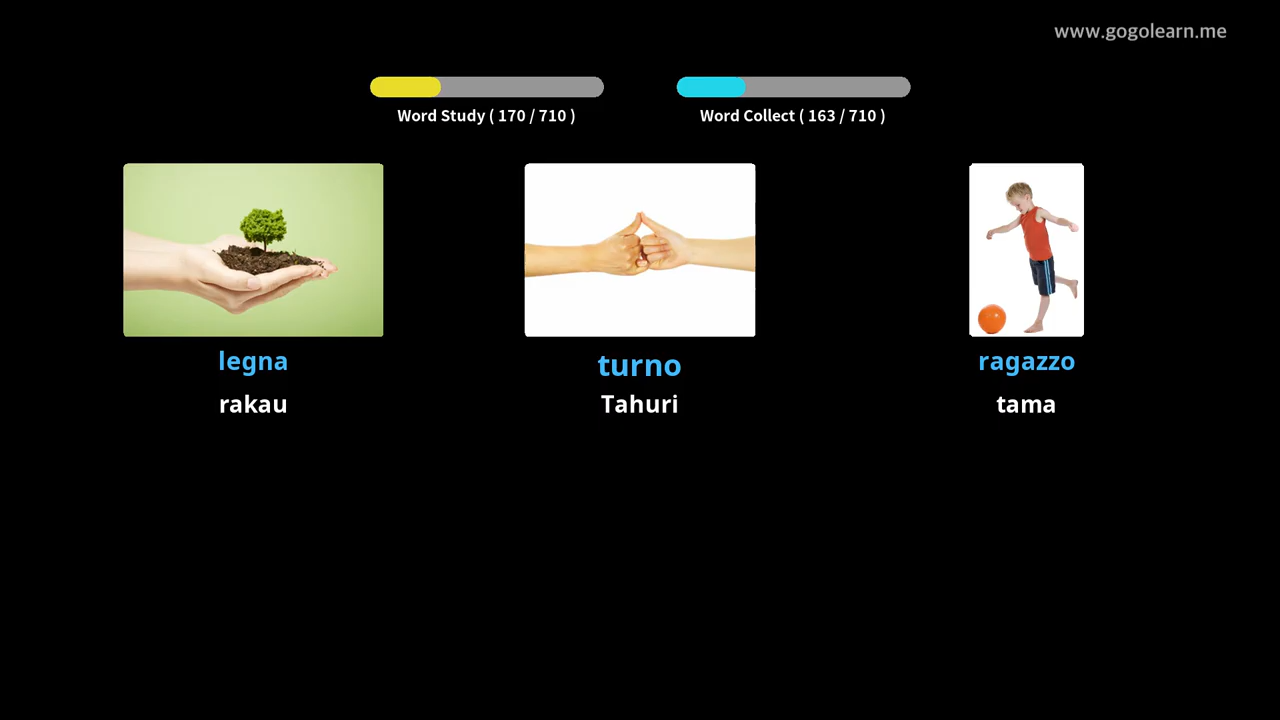 www.gogolearn.me
Word Study ( 170 / 710 )
Word Collect ( 163 / 710 )
legna
turno
ragazzo
rakau
Tahuri
tama